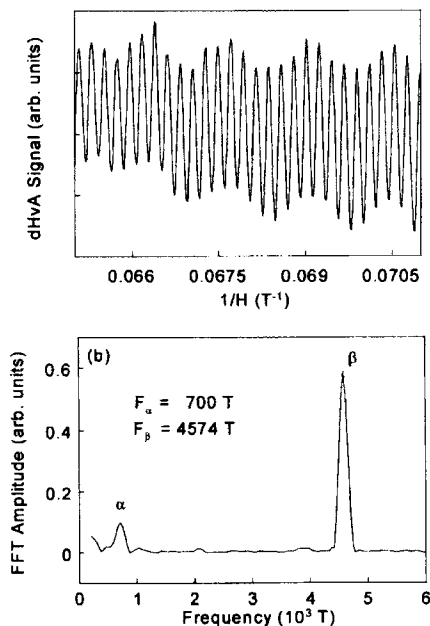 dHvA Signal (arb. units)
0.066 0.0675 0.069 0.0705
1/H (T⁻¹)
(b)
β
F_α = 700 T
F_β = 4574 T
α
FFT Amplitude (arb. units)
0.6
0.4
0.2
0
0 1 2 3 4 5 6
Frequency (10³ T)